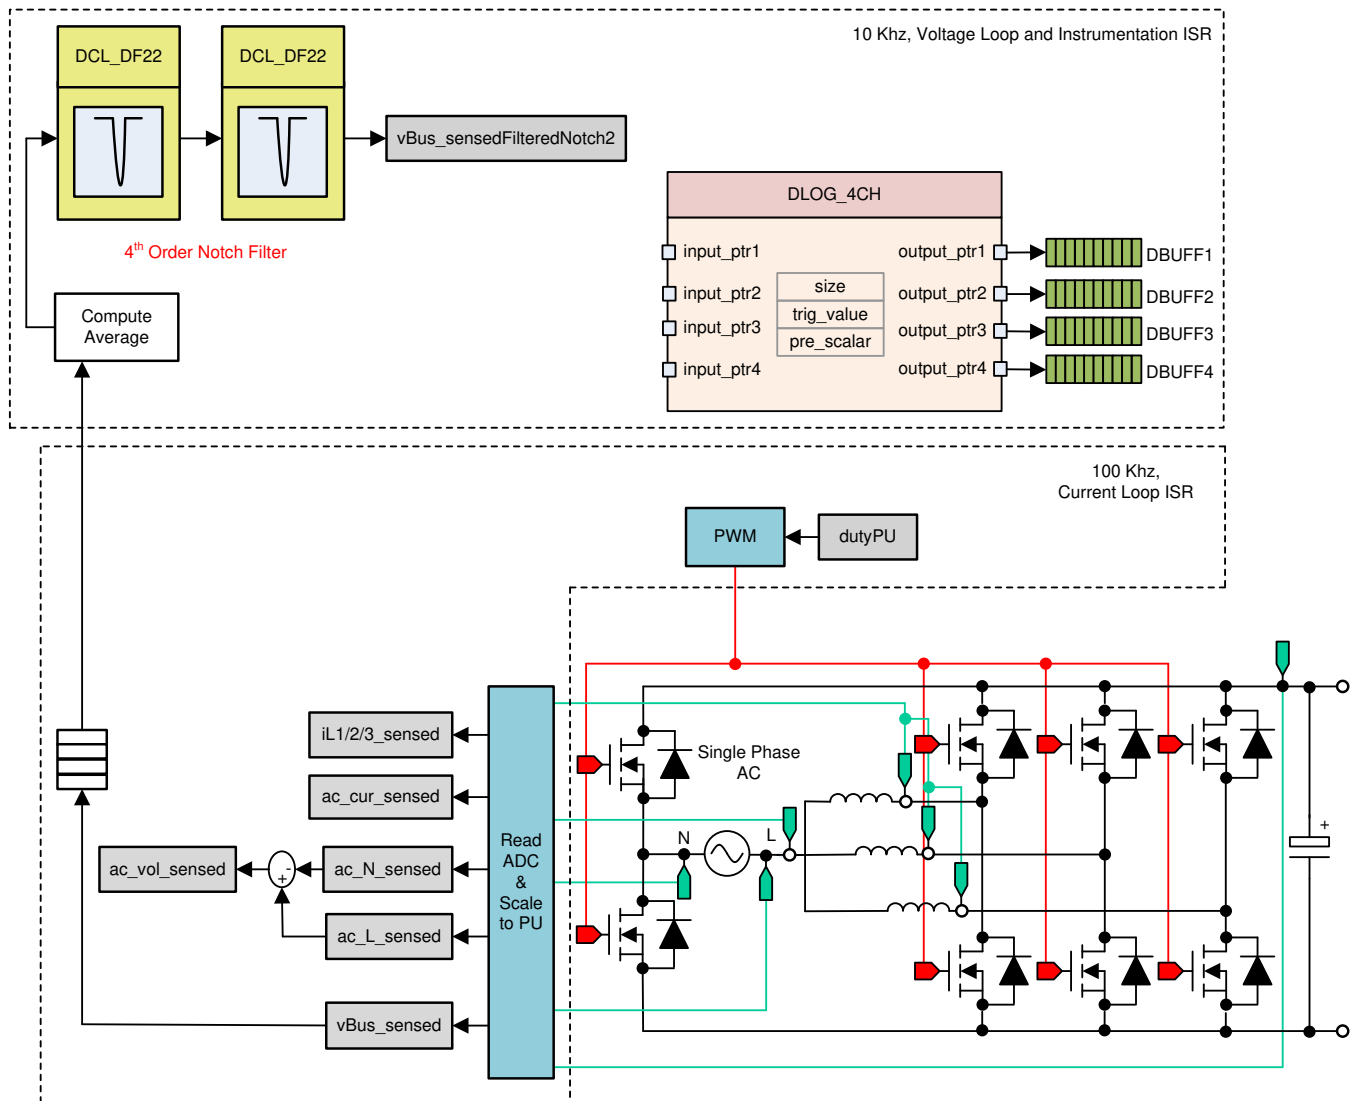 10 Khz, Voltage Loop and Instrumentation ISR
DCL_DF22
DCL_DF22
vBus_sensedFilteredNotch2
4th Order Notch Filter
Compute
Average
DLOG_4CH
input_ptr1
input_ptr2
input_ptr3
input_ptr4
size
trig_value
pre_scalar
output_ptr1
output_ptr2
output_ptr3
output_ptr4
DBUFF1
DBUFF2
DBUFF3
DBUFF4
100 Khz,
Current Loop ISR
PWM
dutyPU
iL1/2/3_sensed
ac_cur_sensed
ac_vol_sensed
-
+
ac_N_sensed
ac_L_sensed
vBus_sensed
Read
ADC
&
Scale
to PU
Single Phase
AC
N
L
+